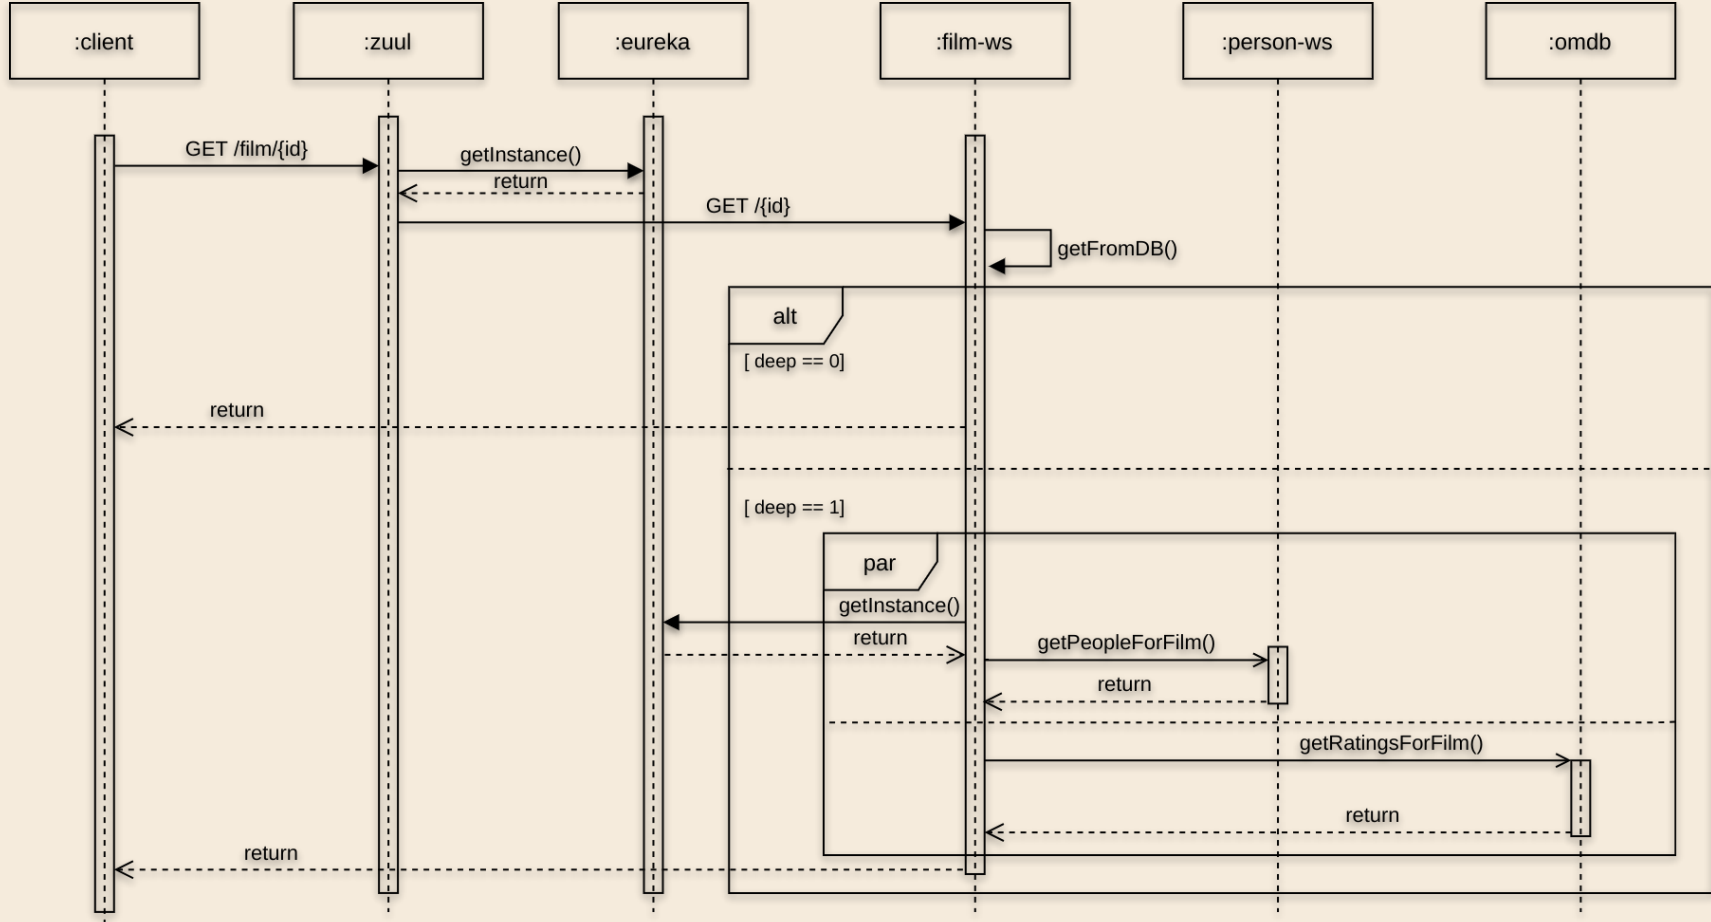 :client
:zuul
:eureka
:film-ws
:person-ws
:omdb
GET /film/{id}
getInstance()
return
GET /{id}
getFromDB()
alt
[ deep == 0]
return
[ deep == 1]
par
getInstance()
return
getPeopleForFilm()
return
getRatingsForFilm()
return
return